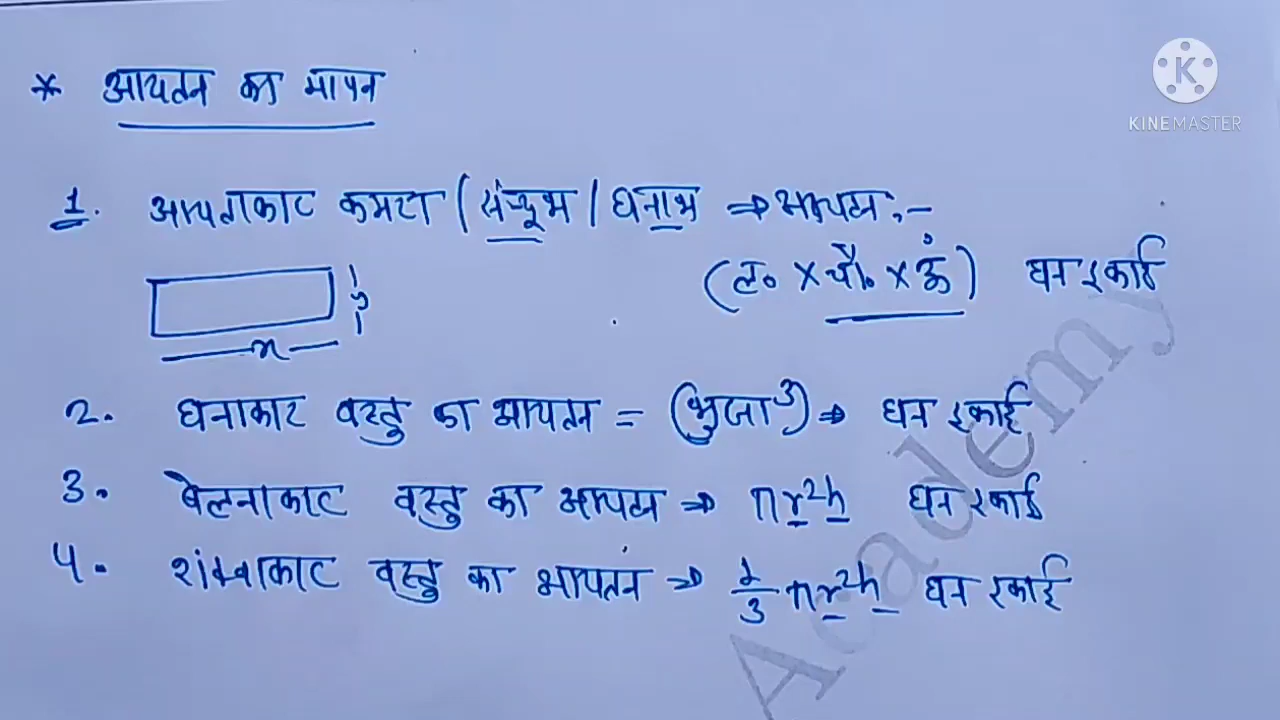 * आयतन का मापन
KINEMASTER
1. आयताकार कमरा / संदूक / घनाभ ⇒ आयतन :-
(ल० × चौ० × ऊं०) घन इकाई
x
y
2. घनाकार वस्तु का आयतन = (भुजा³) ⇒ घन इकाई
3. बेलनाकार वस्तु का आयतन ⇒ πr²h घन इकाई
4. शंक्वाकार वस्तु का आयतन ⇒ 1/3 πr²h घन इकाई
Academy